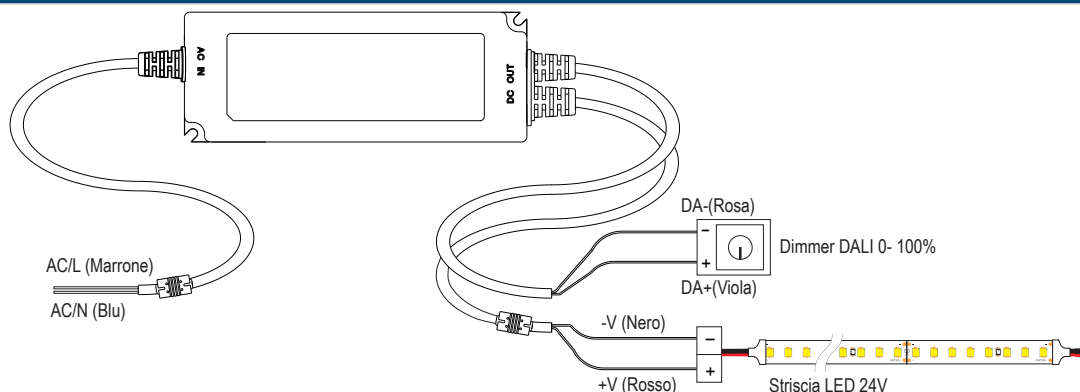 AC IN
DC OUT
DA-(Rosa)
-
+
Dimmer DALI 0- 100%
DA+(Viola)
AC/L (Marrone)
AC/N (Blu)
-V (Nero)
-
+
+V (Rosso)
Striscia LED 24V